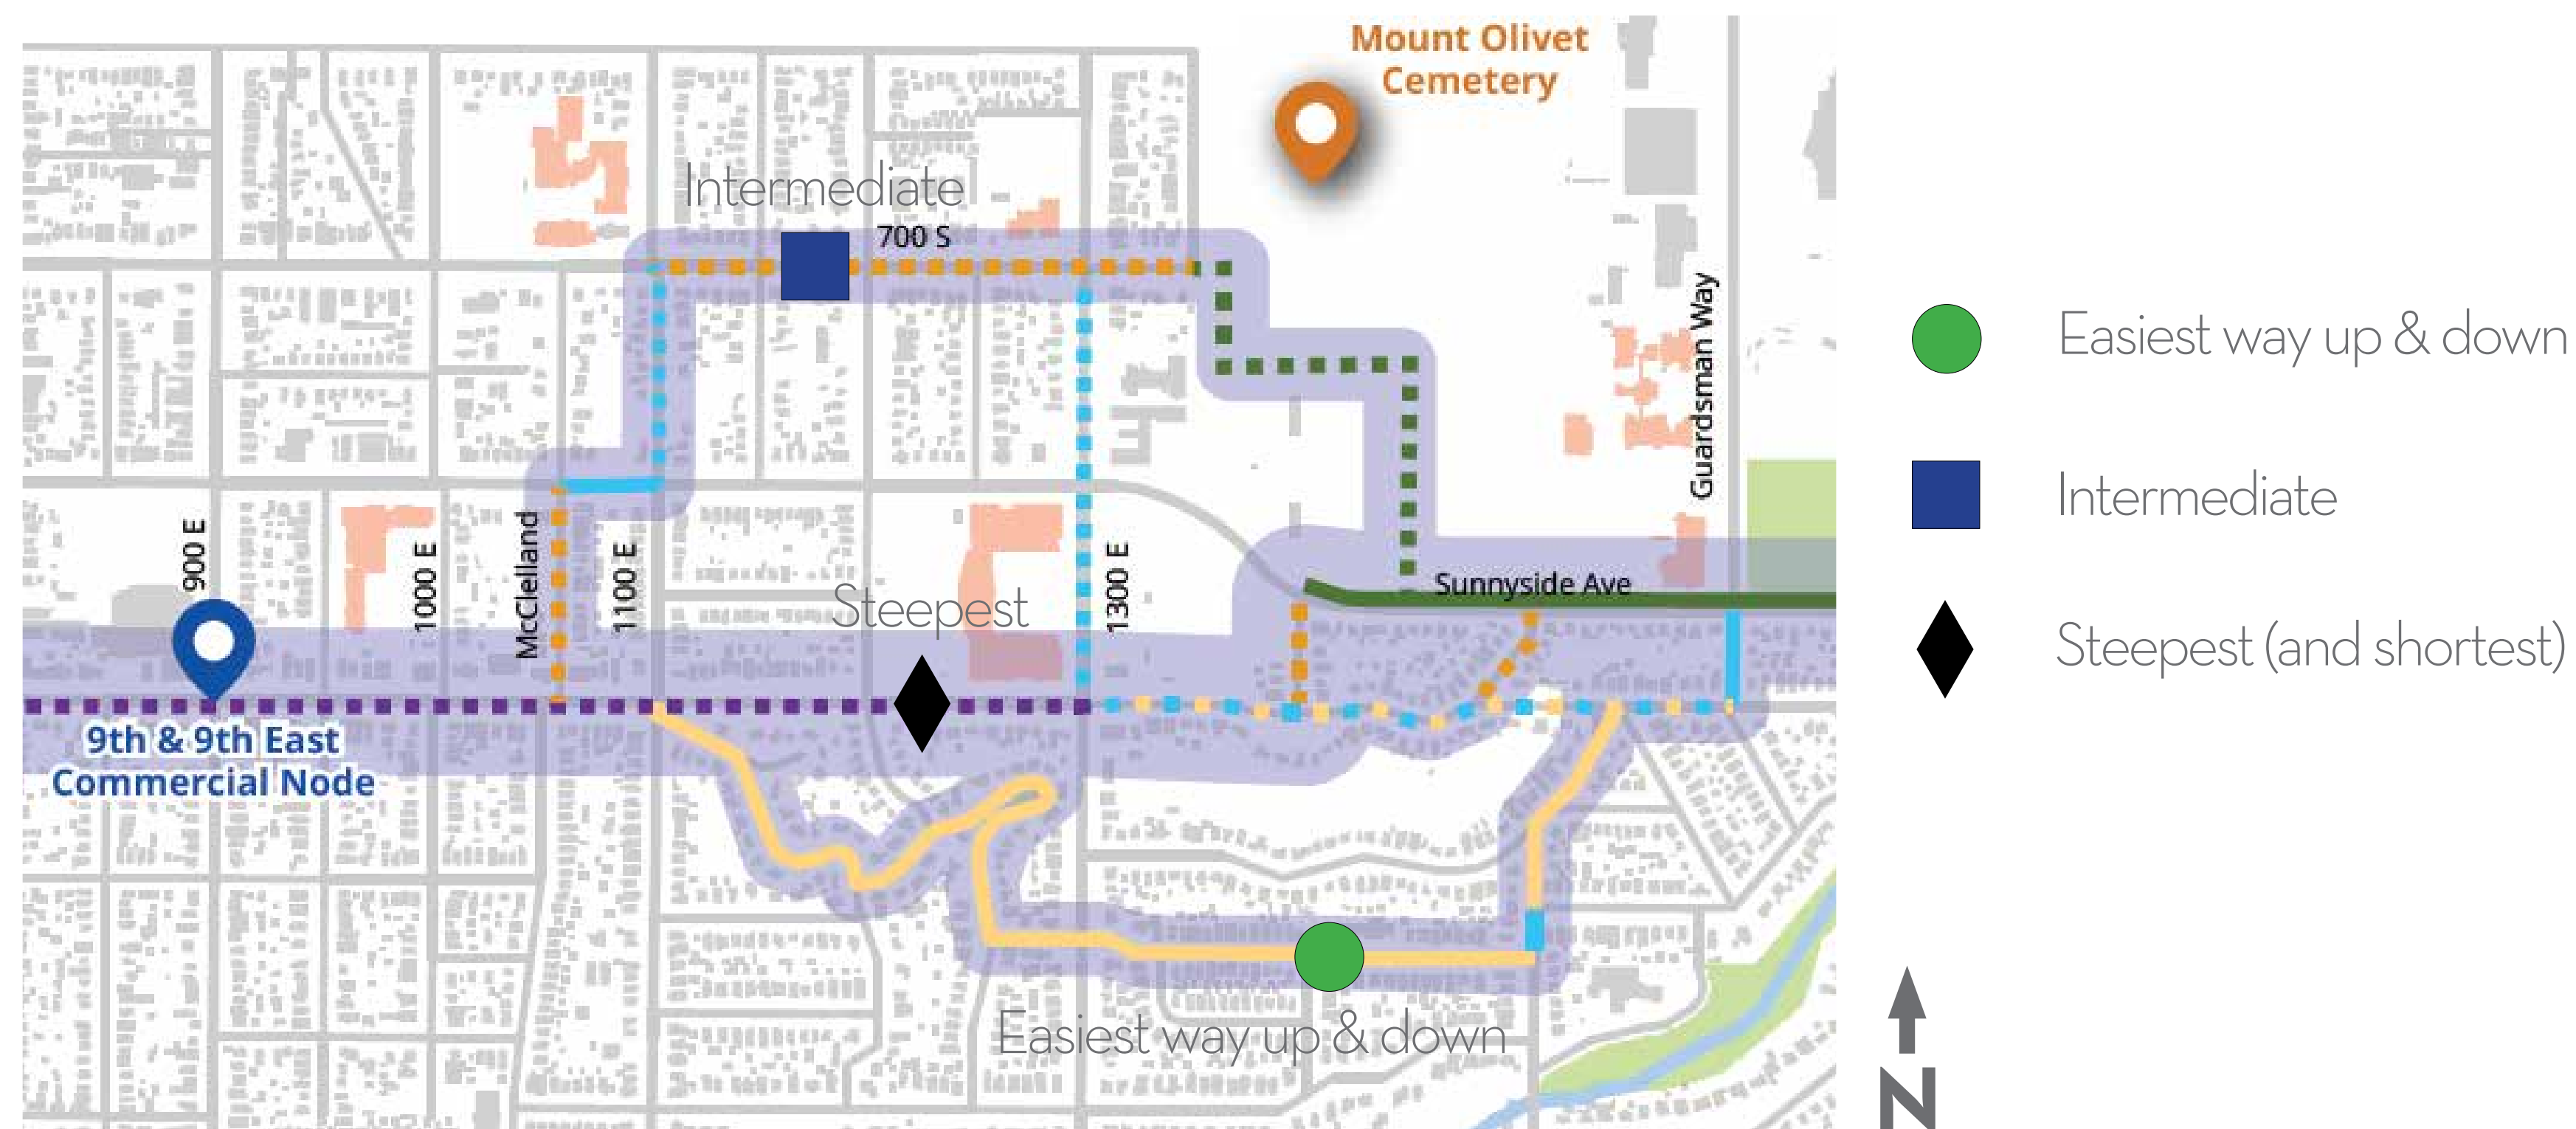 Mount Olivet
Cemetery
Intermediate
700 S
Guardsman Way
900 E
1000 E
McClelland
1100 E
Steepest
1300 E
Sunnyside Ave
9th & 9th East
Commercial Node
Easiest way up & down
Easiest way up & down
Intermediate
Steepest (and shortest)
N